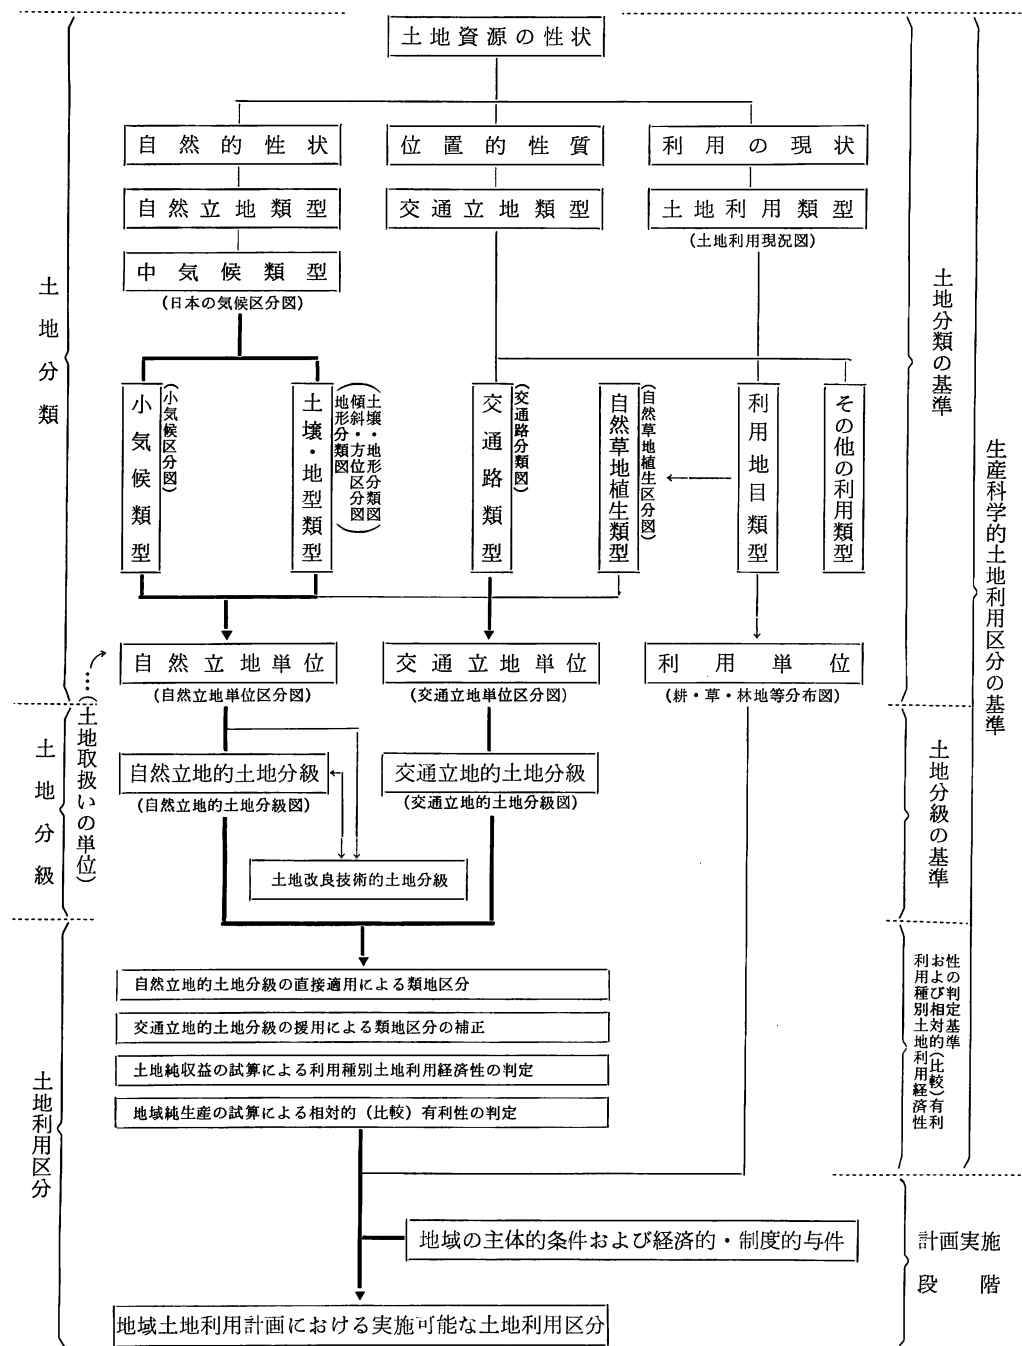 土地資源の性状
自然的性状
位置的性質
利用の現状
自然立地類型
交通立地類型
土地利用類型
(土地利用現況図)
中気候類型
(日本の気候区分図)
土地分類
土地分類の基準
小気候類型
(小気候区分図)
土壌・地型類型
(土壌・地形分類図
傾斜・方位区分図
地形分類図)
交通路類型
(交通路分類図)
自然草地植生類型
(自然草地植生区分図)
利用地目類型
その他の利用類型
生産科学的土地利用区分の基準
自然立地単位
(自然立地単位区分図)
交通立地単位
(交通立地単位区分図)
利用単位
(耕・草・林地等分布図)
(土地取扱いの単位)
土地分級
土地分級の基準
自然立地的土地分級
(自然立地的土地分級図)
交通立地的土地分級
(交通立地的土地分級図)
土地改良技術的土地分級
土地利用区分
自然立地的土地分級の直接適用による類地区分
交通立地的土地分級の援用による類地区分の補正
土地純収益の試算による利用種別土地利用経済性の判定
地域純生産の試算による相対的（比較）有利性の判定
利用種別土地利用経済性
および相対的(比較)有利
性の判定基準
地域の主体的条件および経済的・制度的与件
計画実施
段階
地域土地利用計画における実施可能な土地利用区分